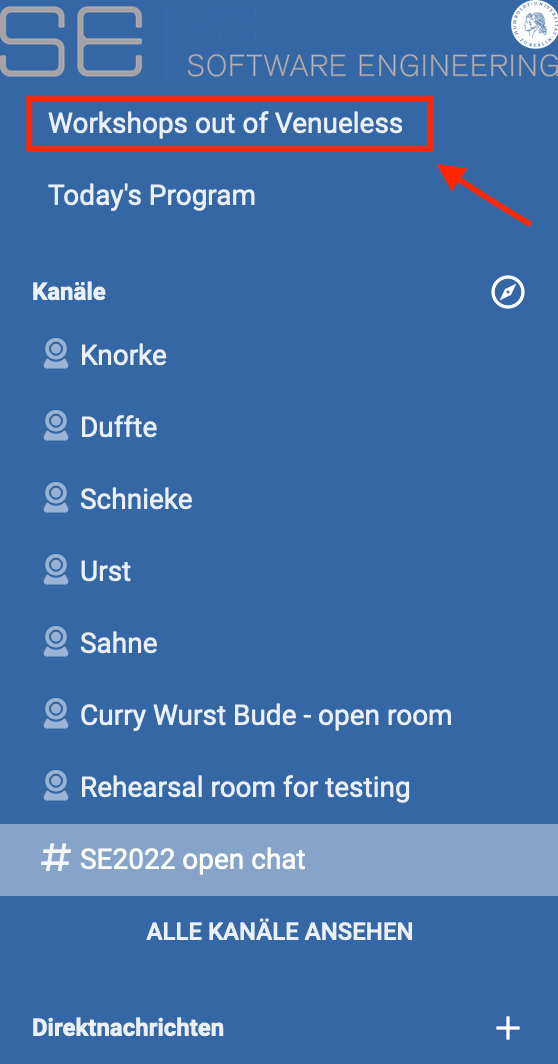 SE
SOFTWARE ENGINEERING
Workshops out of Venueless
Today's Program
Kanäle
Knorke
Duffte
Schnieke
Urst
Sahne
Curry Wurst Bude - open room
Rehearsal room for testing
# SE2022 open chat
ALLE KANÄLE ANSEHEN
Direktnachrichten
+